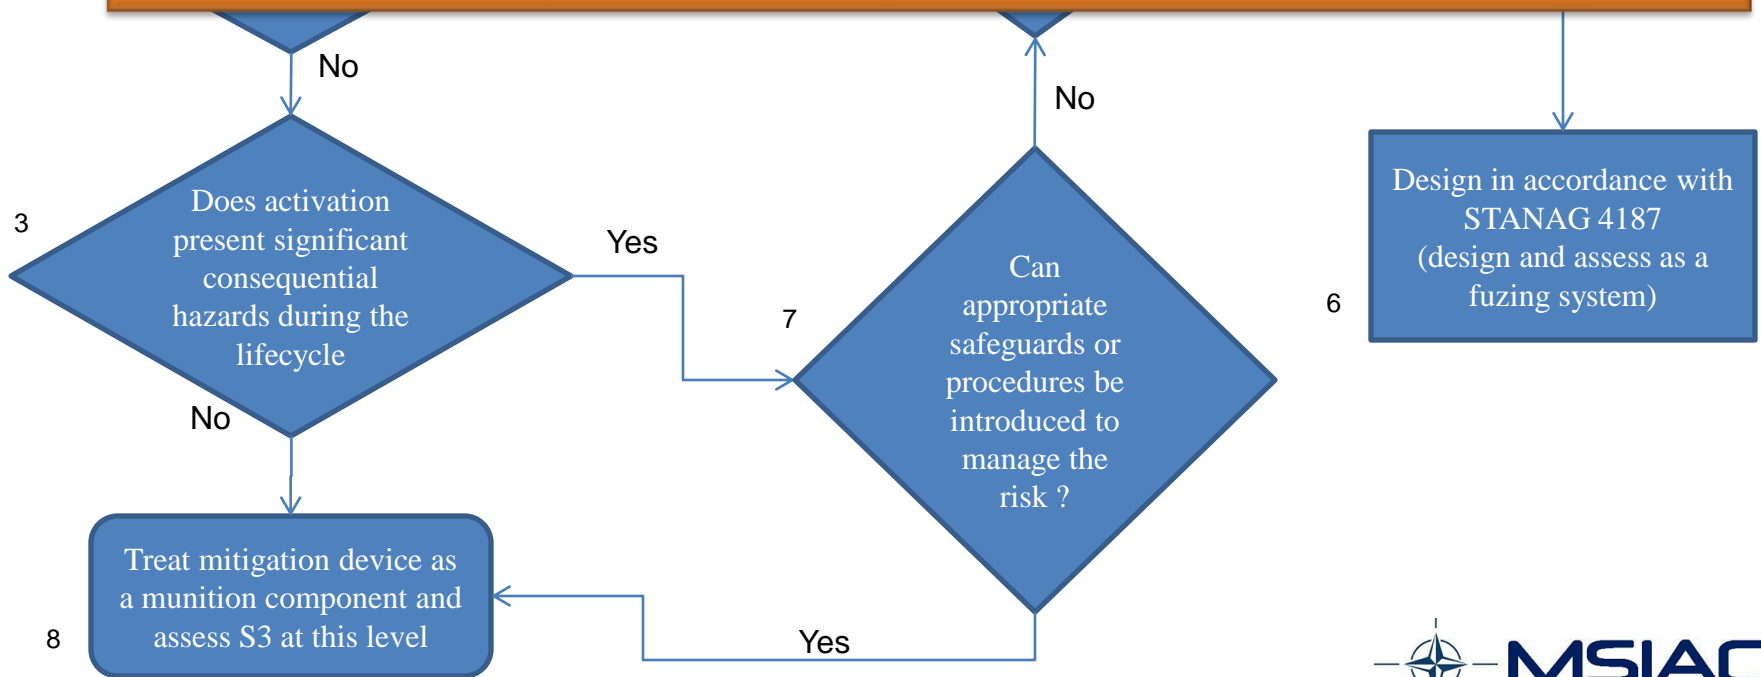 No
No
3
Does activation
present significant
consequential
hazards during the
lifecycle
Yes
No
7
Can
appropriate
safeguards or
procedures be
introduced to
manage the
risk ?
6
Design in accordance with
STANAG 4187
(design and assess as a
fuzing system)
8
Treat mitigation device as
a munition component and
assess S3 at this level
Yes
MSIAC